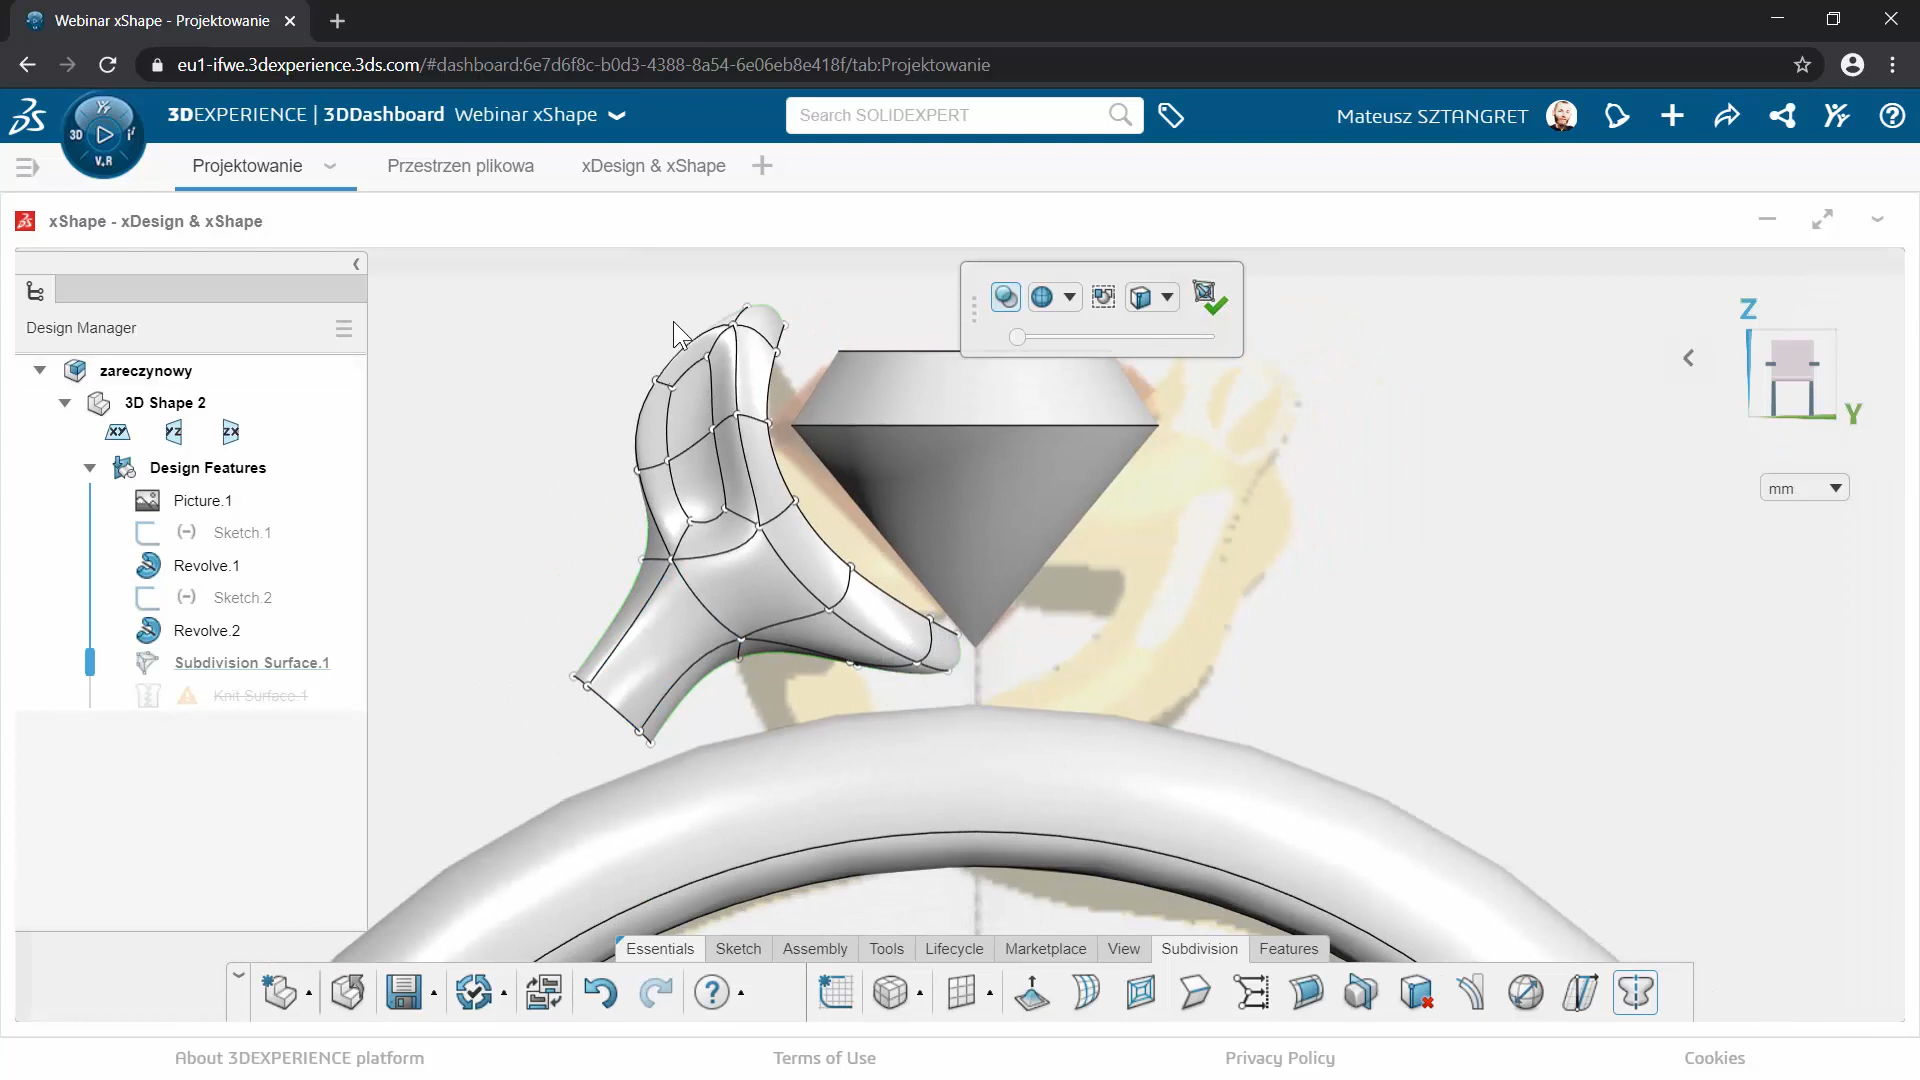 Webinar xShape - Projektowanie
eu1-ifwe.3dexperience.3ds.com/#dashboard:6e7d6f8c-b0d3-4388-8a54-6e06eb8e418f/tab:Projektowanie
3DEXPERIENCE | 3DDashboard Webinar xShape
Search SOLIDEXPERT
Mateusz SZTANGRET
3D
V.R
Projektowanie
Przestrzen plikowa
xDesign & xShape
xShape - xDesign & xShape
Design Manager
zareczynowy
3D Shape 2
XY
YZ
ZX
Design Features
Picture.1
(-) Sketch.1
Revolve.1
(-) Sketch.2
Revolve.2
Subdivision Surface.1
Knit Surface.1
Z
Y
mm
Essentials
Sketch
Assembly
Tools
Lifecycle
Marketplace
View
Subdivision
Features
About 3DEXPERIENCE platform
Terms of Use
Privacy Policy
Cookies